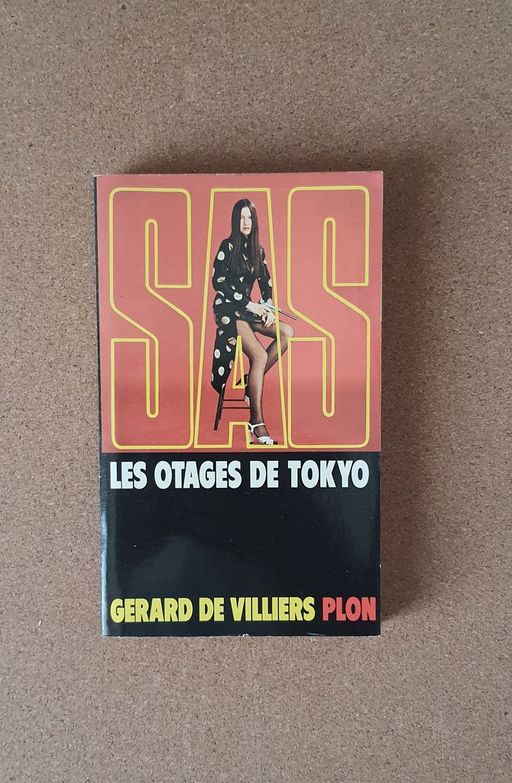 SAS
LES OTAGES DE TOKYO
GERARD DE VILLIERS PLON